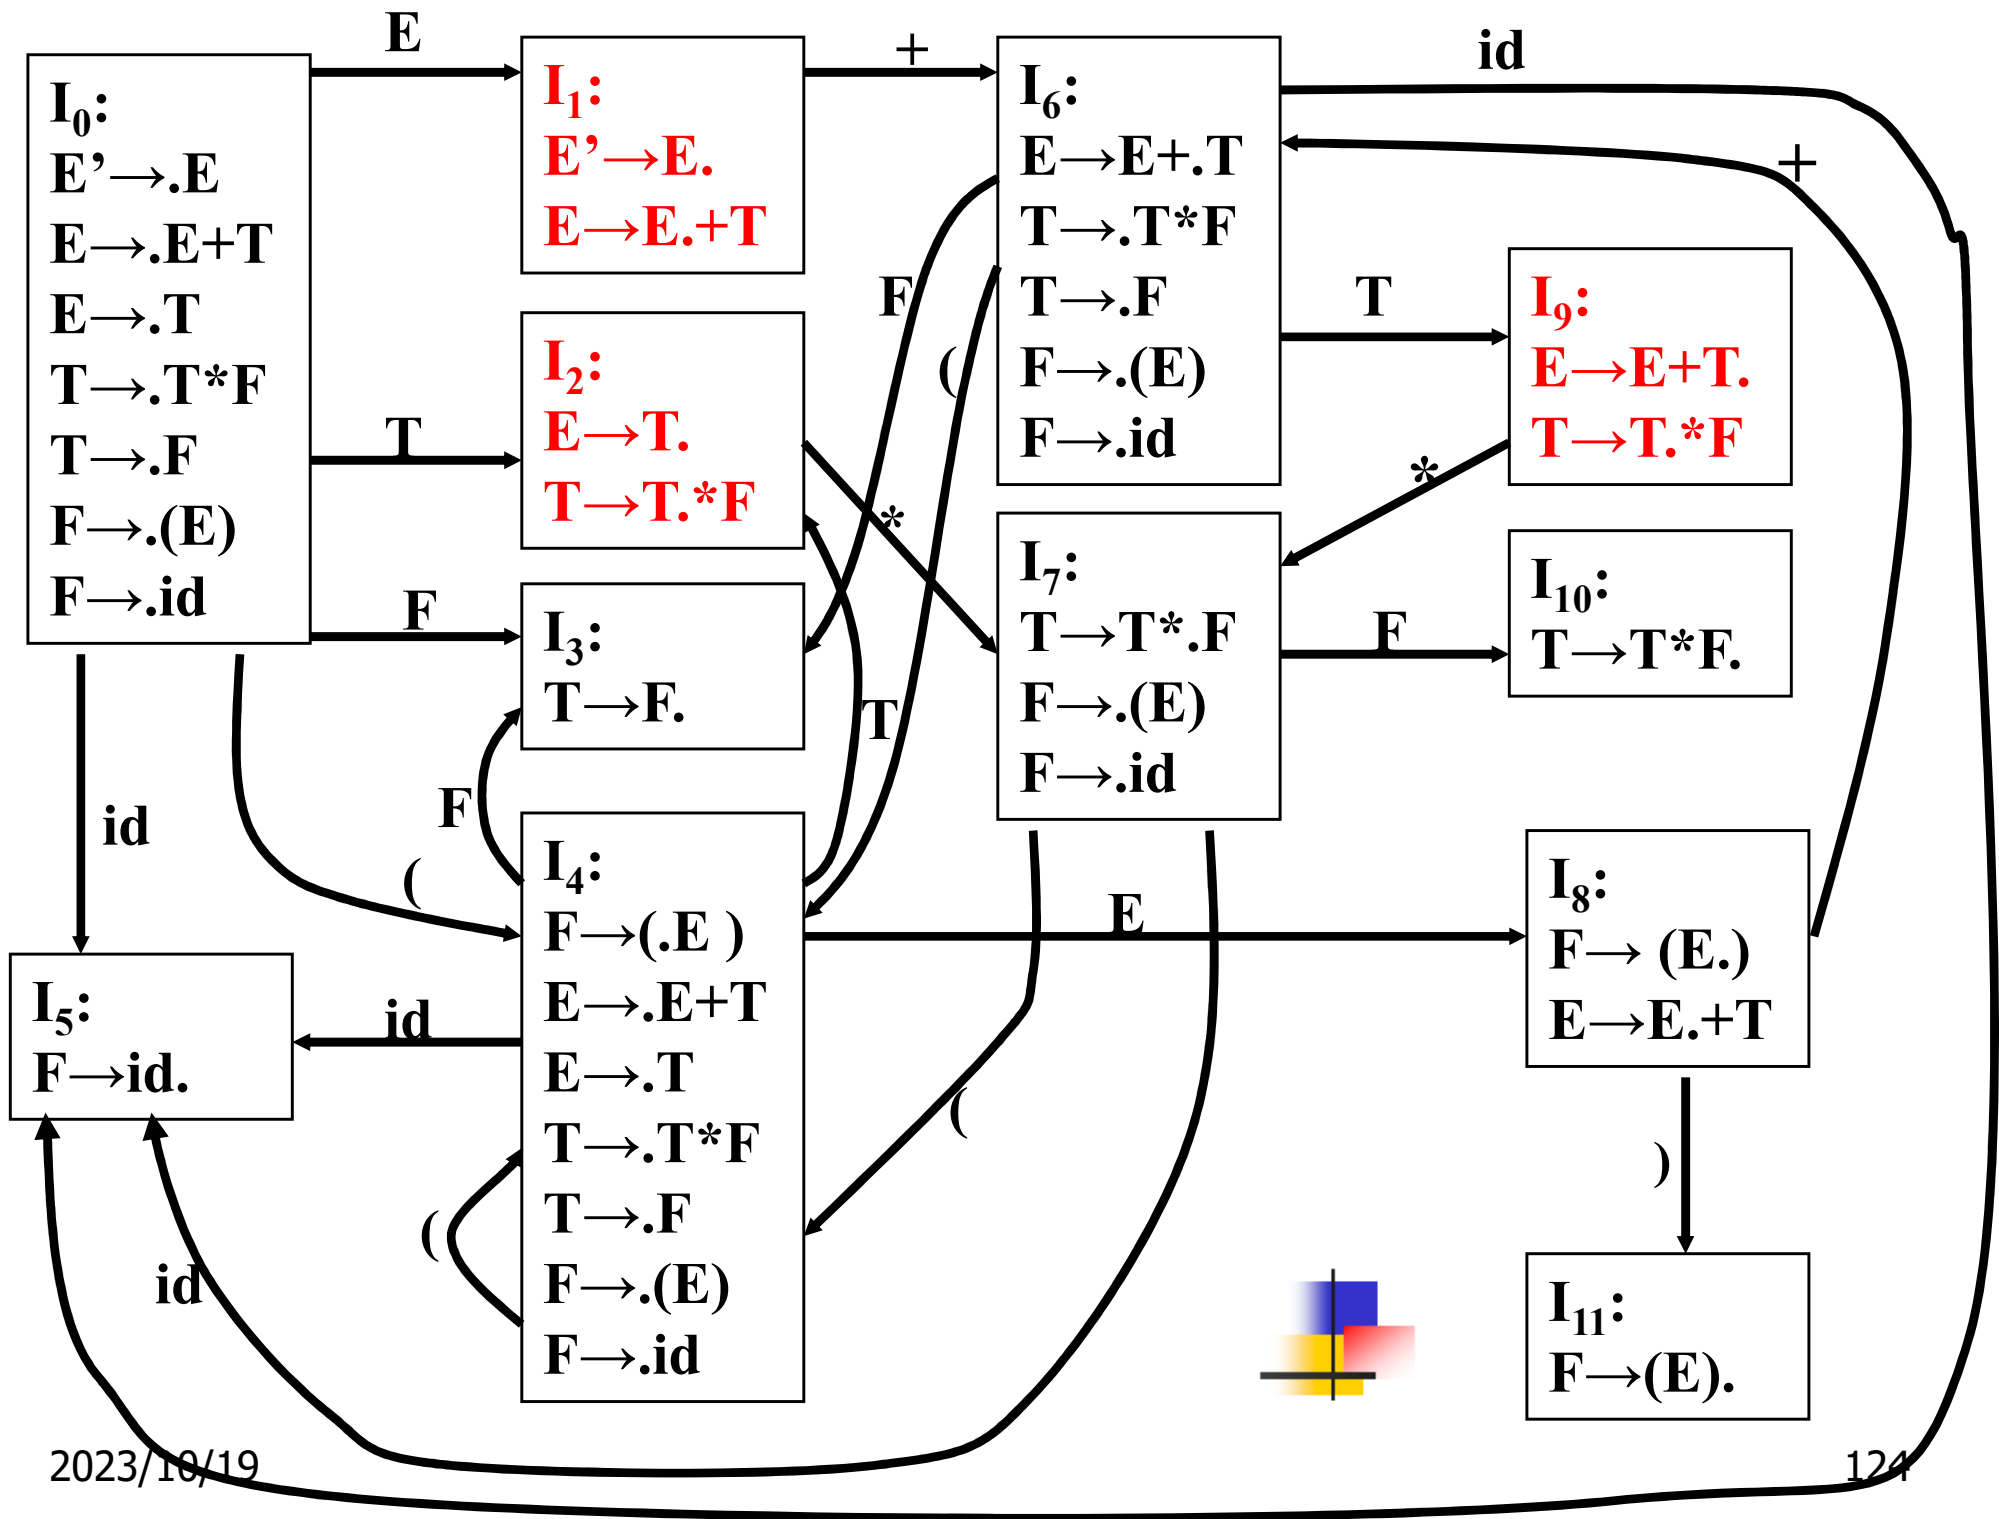 E
I0:
E’→.E
E→.E+T
E→.T
T→.T*F
T→.F
F→.(E)
F→.id
I1:
E’→E.
E→E.+T
+
I6:
E→E+.T
T→.T*F
T→.F
F→.(E)
F→.id
id
+
T
I2:
E→T.
T→T.*F
F
(
*
T
I9:
E→E+T.
T→T.*F
*
F
I3:
T→F.
T
I7:
T→T*.F
F→.(E)
F→.id
F
I10:
T→T*F.
id
(
F
I4:
F→(.E )
E→.E+T
E→.T
T→.T*F
T→.F
F→.(E)
F→.id
E
I8:
F→ (E.)
E→E.+T
I5:
F→id.
id
(
)
(
id
I11:
F→(E).
2023/10/19
124